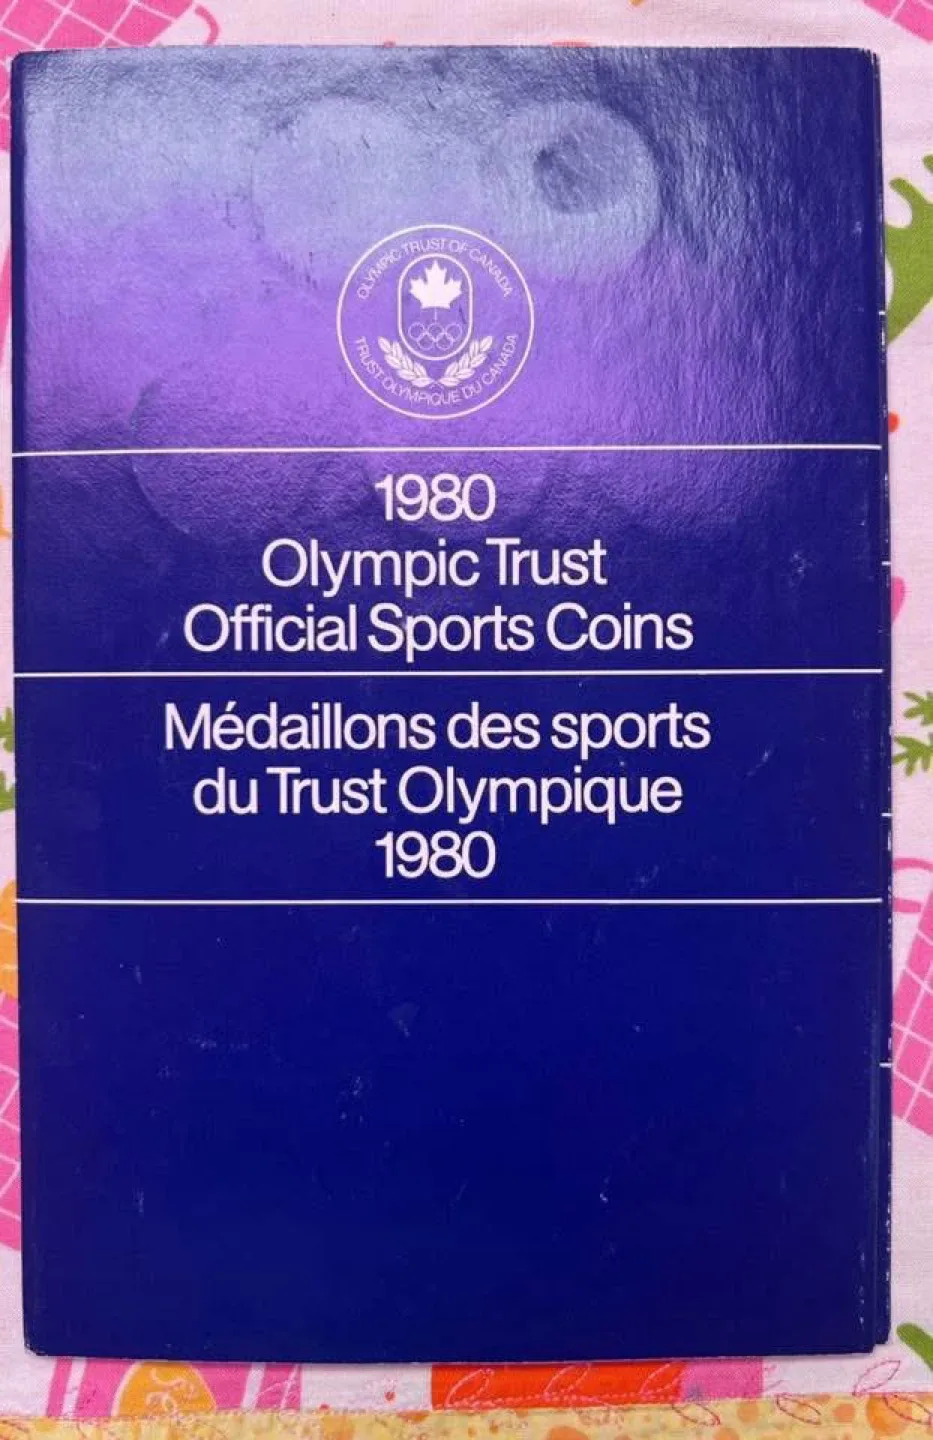 OLYMPIC TRUST OF CANADA
TRUST OLYMPIQUE DU CANADA
1980
Olympic Trust
Official Sports Coins
Médaillons des sports
du Trust Olympique
1980